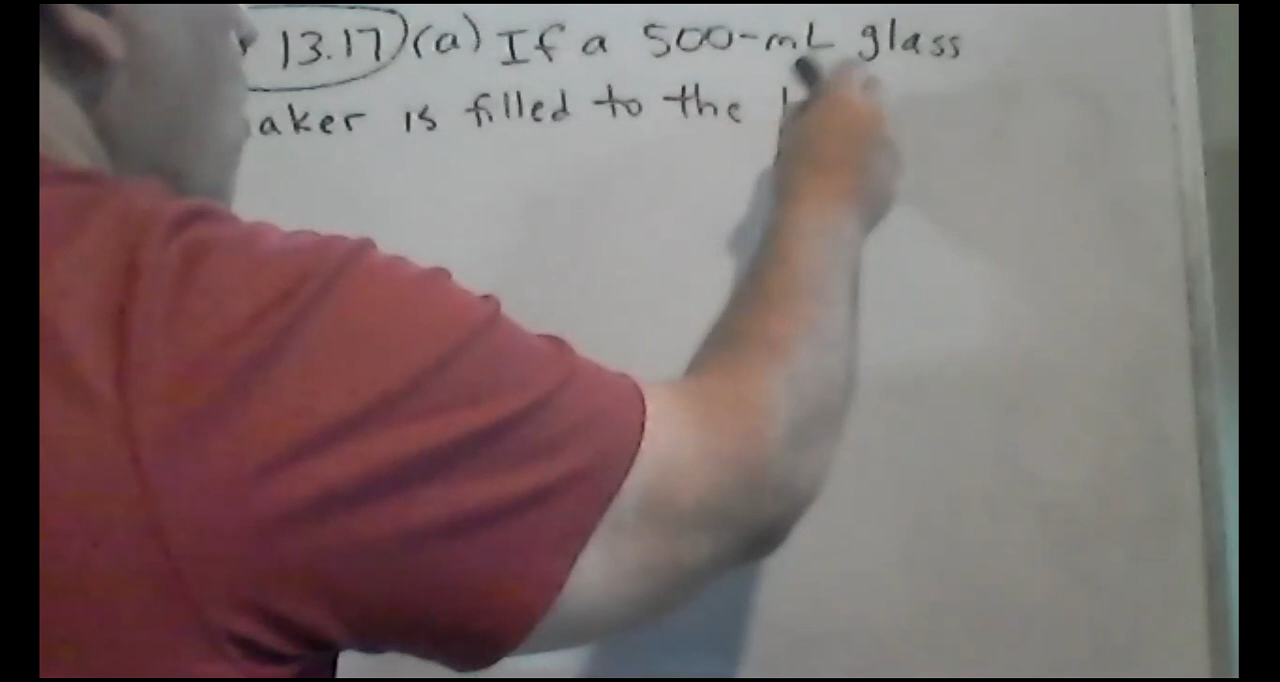 13.17) (a) If a 500-mL glass
aker is filled to the